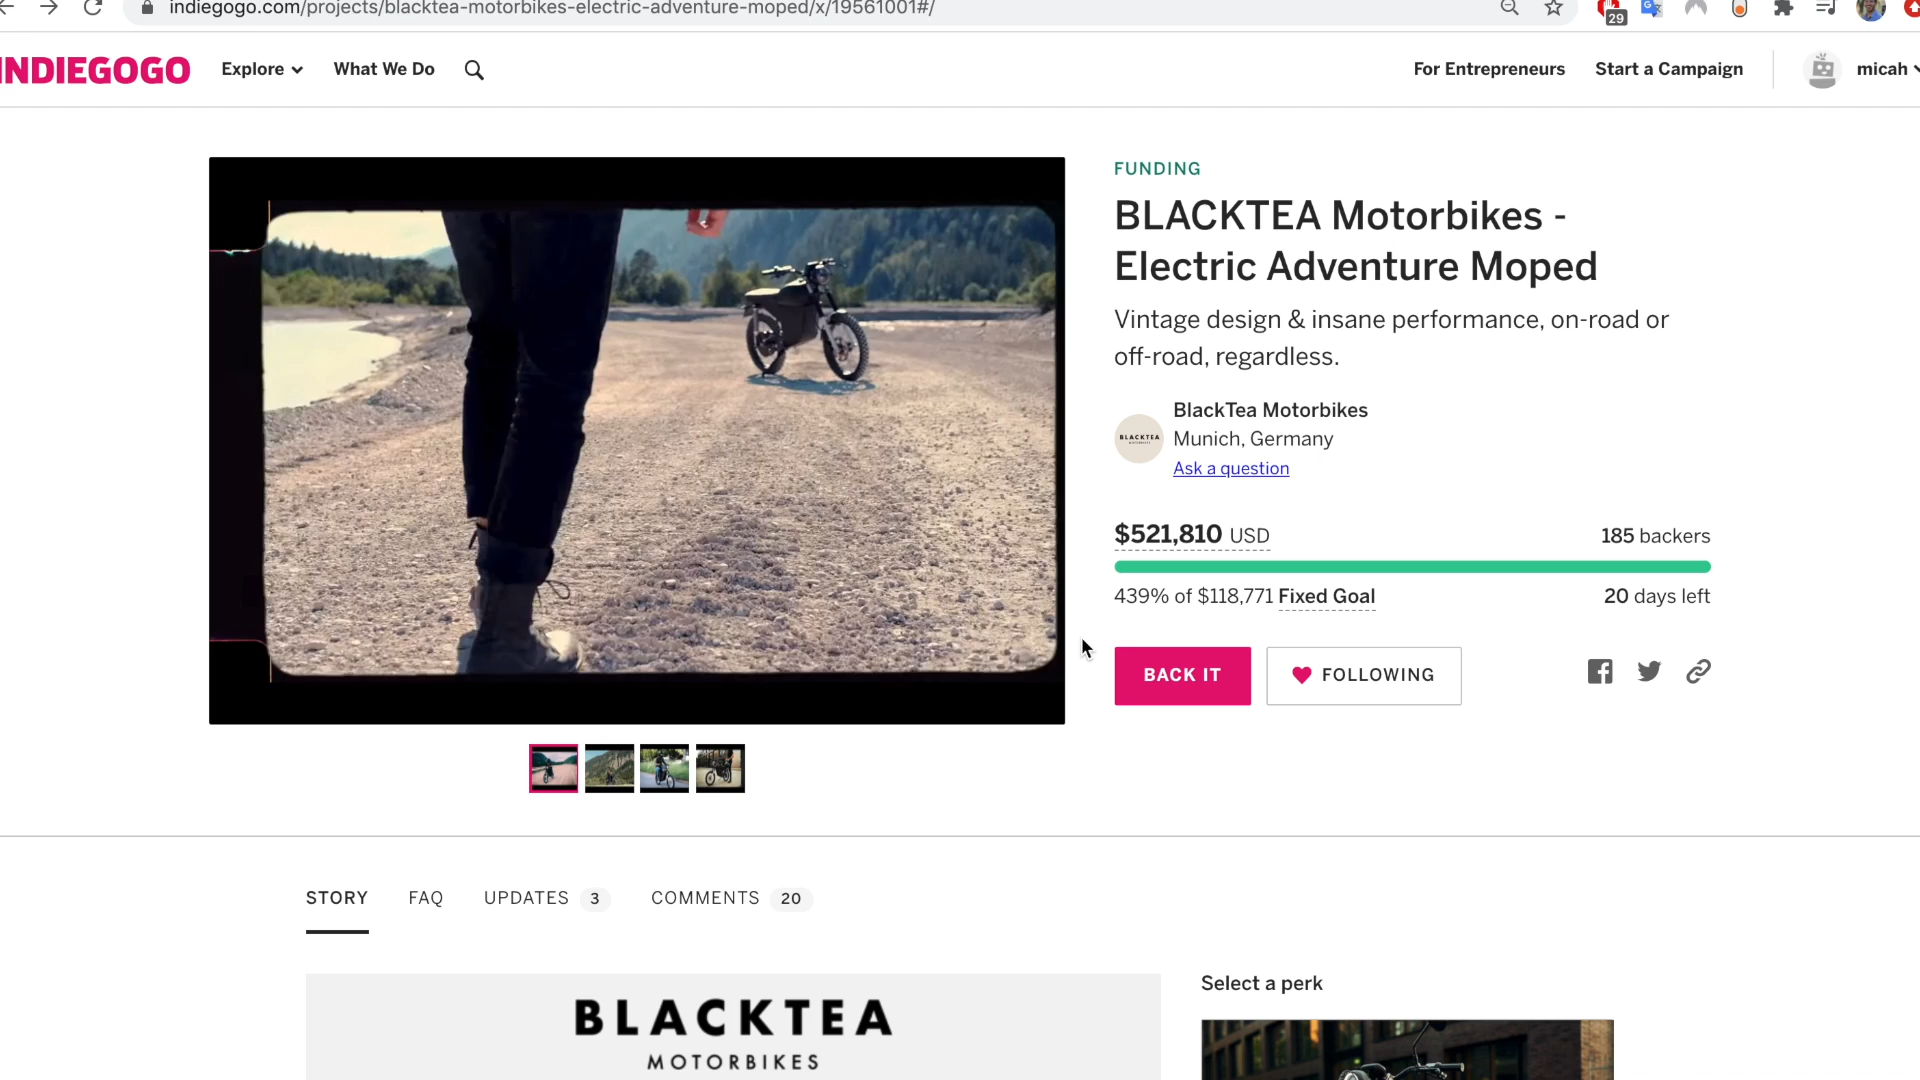 indiegogo.com/projects/blacktea-motorbikes-electric-adventure-moped/x/19561001#/
29
INDIEGOGO
Explore
What We Do
For Entrepreneurs
Start a Campaign
micah
FUNDING
BLACKTEA Motorbikes -
Electric Adventure Moped
Vintage design & insane performance, on-road or
off-road, regardless.
BLACKTEA
BlackTea Motorbikes
Munich, Germany
Ask a question
$521,810 USD
185 backers
439% of $118,771 Fixed Goal
20 days left
BACK IT
FOLLOWING
STORY
FAQ
UPDATES 3
COMMENTS 20
BLACKTEA
MOTORBIKES
Select a perk